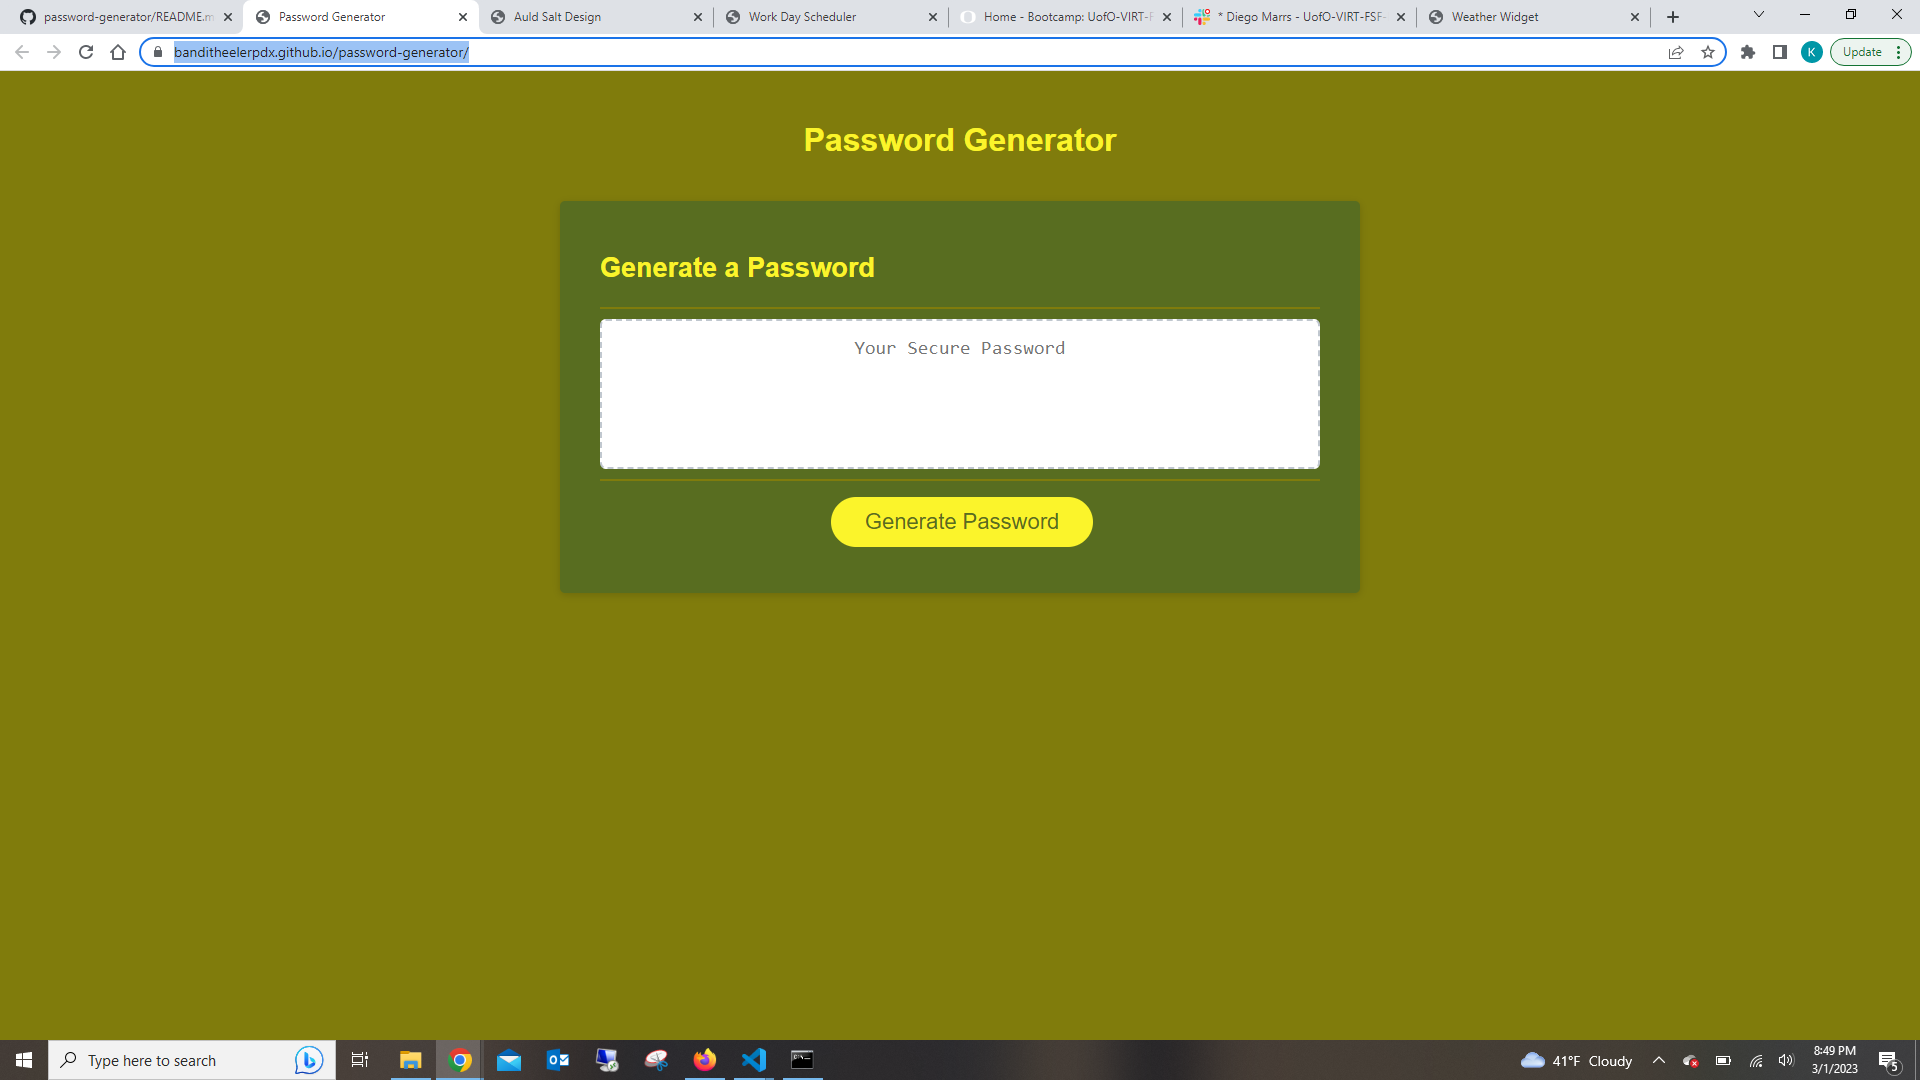 password-generator/README.m
Password Generator
Auld Salt Design
Work Day Scheduler
Home - Bootcamp: UofO-VIRT-F
* Diego Marrs - UofO-VIRT-FSF-
Weather Widget
banditheelerpdx.github.io/password-generator/
K
Update
Password Generator
Generate a Password
Your Secure Password
Generate Password
Type here to search
41°F Cloudy
8:49 PM
3/1/2023
5